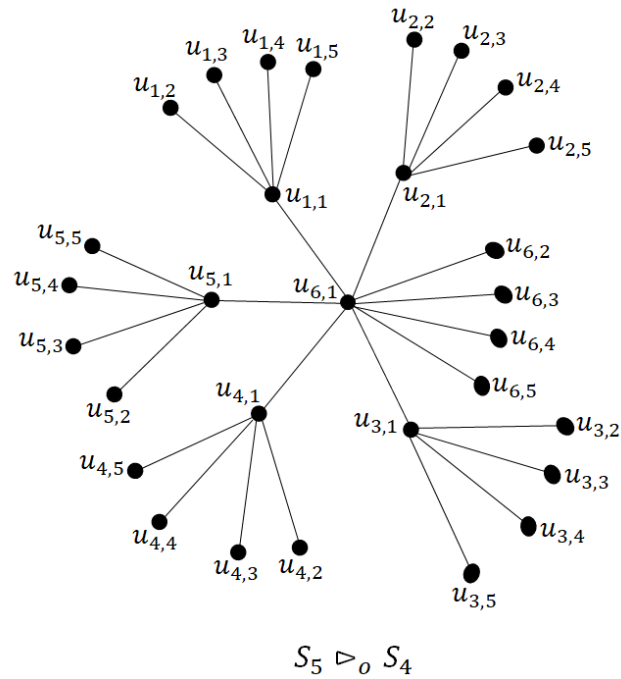 u₂,₂
u₁,₄
u₁,₅
u₂,₃
u₁,₃
u₁,₂
u₂,₄
u₂,₅
u₁,₁
u₂,₁
u₅,₅
u₅,₁
u₆,₂
u₅,₄
u₆,₁
u₆,₃
u₅,₃
u₆,₄
u₆,₅
u₅,₂
u₄,₁
u₃,₁
u₃,₂
u₄,₅
u₃,₃
u₄,₄
u₃,₄
u₄,₃
u₄,₂
u₃,₅
S₅ ⊳ₒ S₄